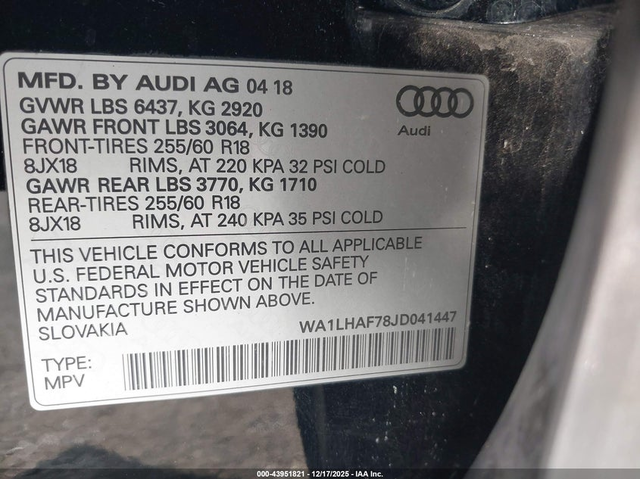 MFD. BY AUDI AG 04 18
GVWR LBS 6437, KG 2920
GAWR FRONT LBS 3064, KG 1390
FRONT-TIRES 255/60 R18
8JX18 RIMS, AT 220 KPA 32 PSI COLD
GAWR REAR LBS 3770, KG 1710
REAR-TIRES 255/60 R18
8JX18 RIMS, AT 240 KPA 35 PSI COLD
Audi
THIS VEHICLE CONFORMS TO ALL APPLICABLE
U.S. FEDERAL MOTOR VEHICLE SAFETY
STANDARDS IN EFFECT ON THE DATE OF
MANUFACTURE SHOWN ABOVE.
SLOVAKIA
WA1LHAF78JD041447
TYPE:
MPV
000-43951821 - 12/17/2025 - IAA Inc.